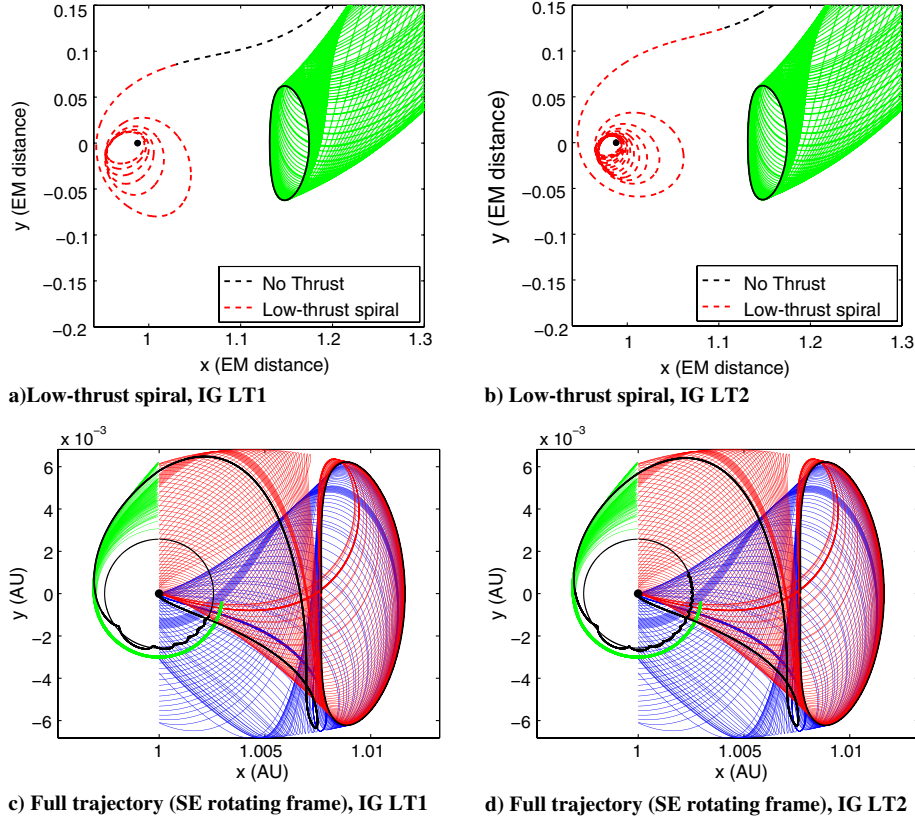 0.15
0.1
0.05
0
−0.05
−0.1
−0.15
−0.2
y (EM distance)
No Thrust
Low-thrust spiral
1
1.1
1.2
1.3
x (EM distance)
a)Low-thrust spiral, IG LT1
0.15
0.1
0.05
0
−0.05
−0.1
−0.15
−0.2
y (EM distance)
No Thrust
Low-thrust spiral
1
1.1
1.2
1.3
x (EM distance)
b) Low-thrust spiral, IG LT2
x 10⁻³
6
4
2
0
−2
−4
−6
y (AU)
1
1.005
1.01
x (AU)
c) Full trajectory (SE rotating frame), IG LT1
x 10⁻³
6
4
2
0
−2
−4
−6
y (AU)
1
1.005
1.01
x (AU)
d) Full trajectory (SE rotating frame), IG LT2